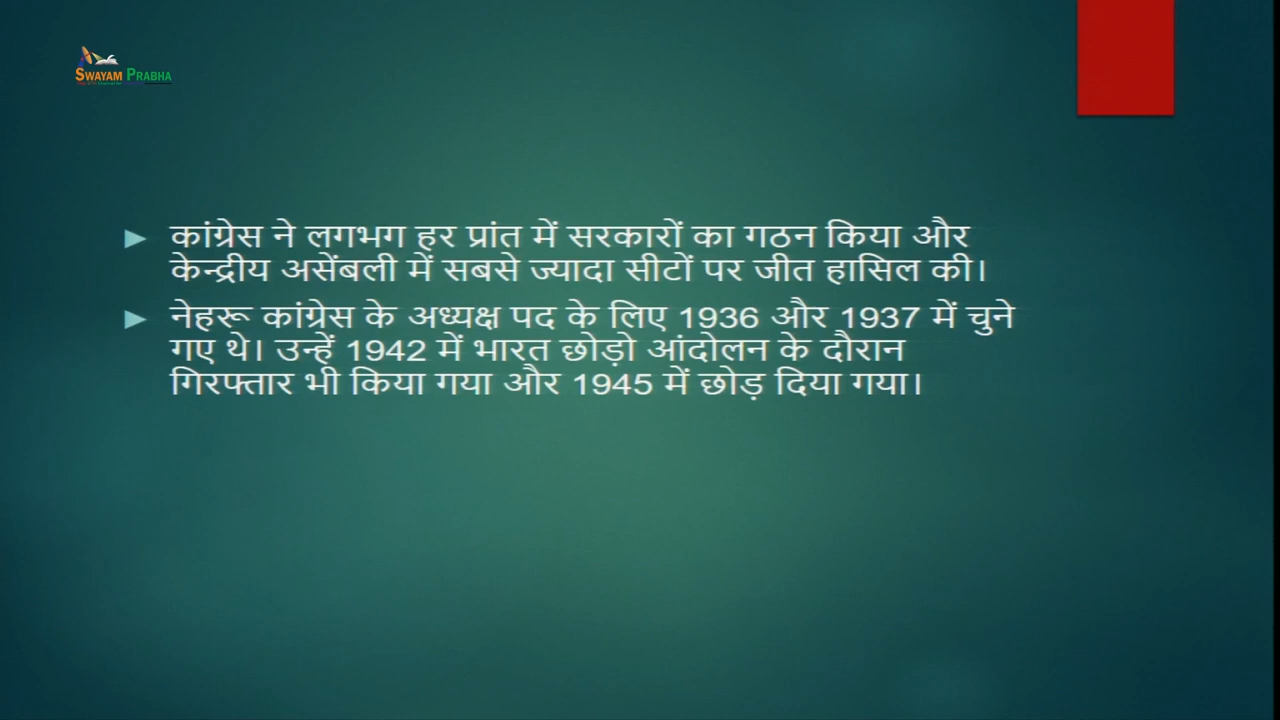 SWAYAM PRABHA
कांग्रेस ने लगभग हर प्रांत में सरकारों का गठन किया और
केन्द्रीय असेंबली में सबसे ज्यादा सीटों पर जीत हासिल की।
नेहरू कांग्रेस के अध्यक्ष पद के लिए 1936 और 1937 में चुने
गए थे। उन्हें 1942 में भारत छोड़ो आंदोलन के दौरान
गिरफ्तार भी किया गया और 1945 में छोड़ दिया गया।